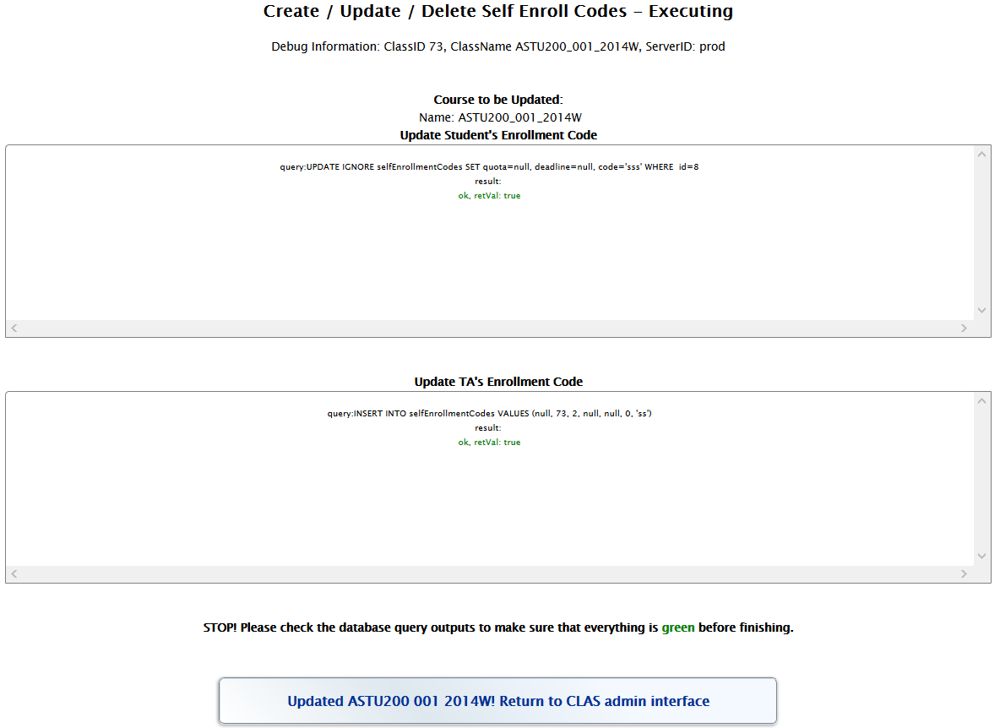 Create / Update / Delete Self Enroll Codes - Executing
Debug Information: ClassID 73, ClassName ASTU200_001_2014W, ServerID: prod
Course to be Updated:
Name: ASTU200_001_2014W
Update Student's Enrollment Code
query:UPDATE IGNORE selfEnrollmentCodes SET quota=null, deadline=null, code='sss' WHERE  id=8
result:
ok, retVal: true
Update TA's Enrollment Code
query:INSERT INTO selfEnrollmentCodes VALUES (null, 73, 2, null, null, 0, 'ss')
result:
ok, retVal: true
STOP! Please check the database query outputs to make sure that everything is green before finishing.
Updated ASTU200 001 2014W! Return to CLAS admin interface